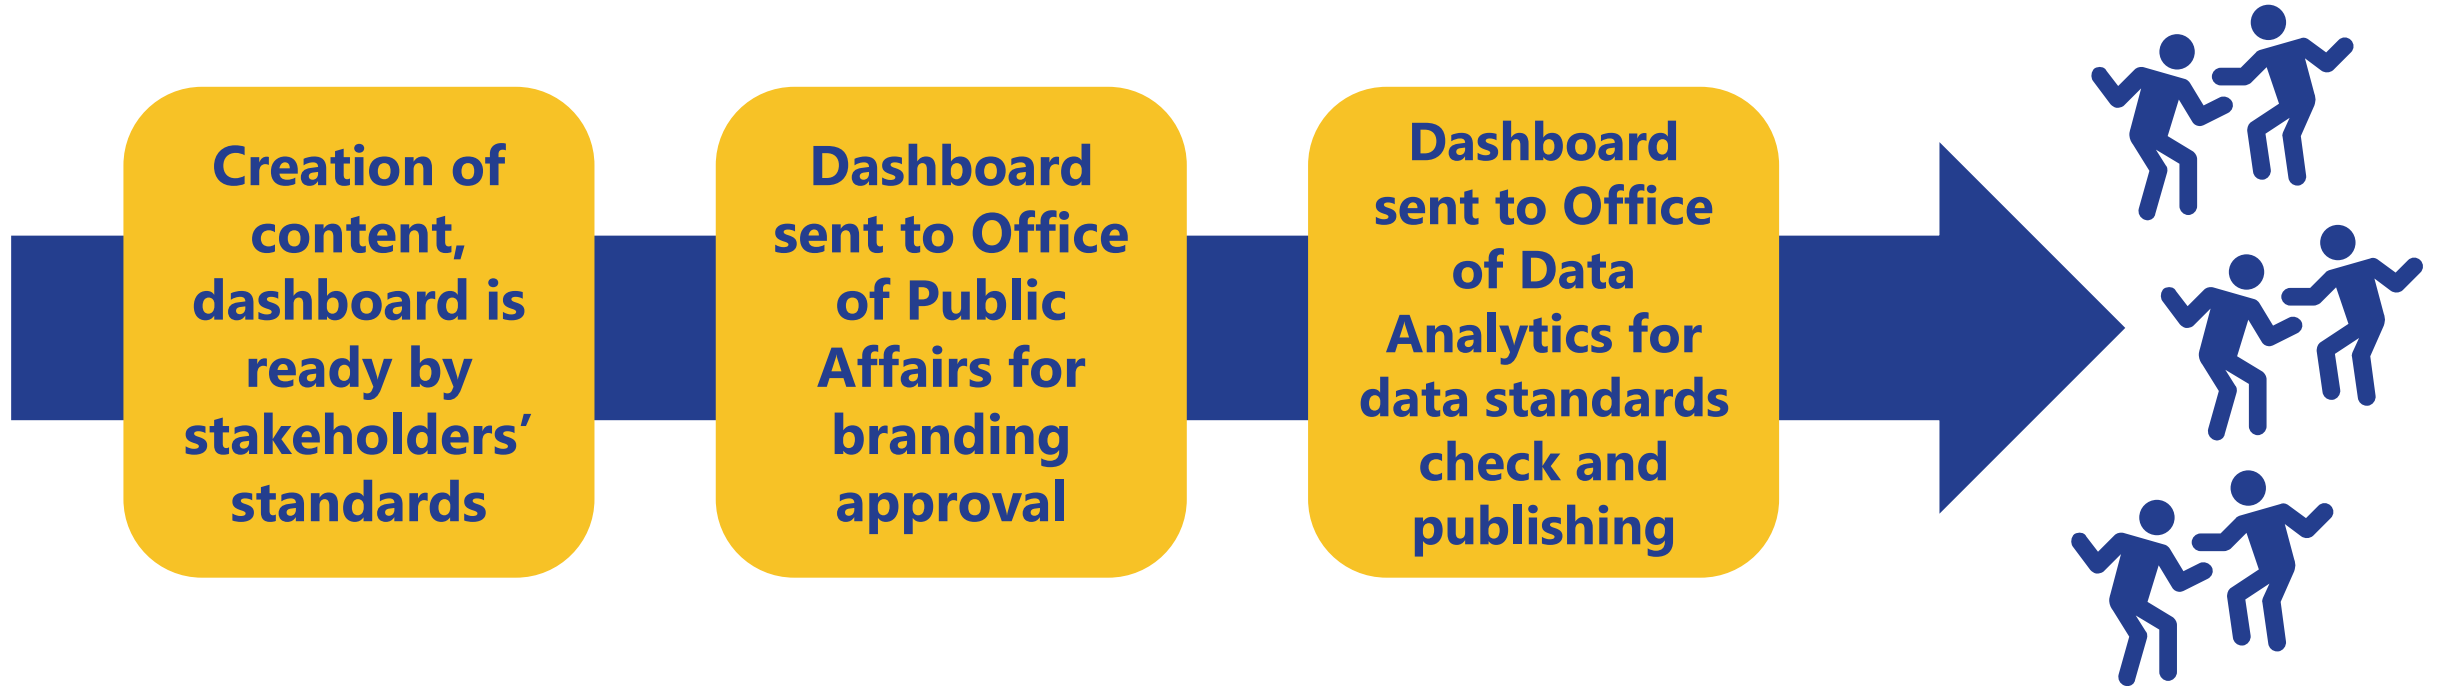 Creation of
content,
dashboard is
ready by
stakeholders’
standards
Dashboard
sent to Office
of Public
Affairs for
branding
approval
Dashboard
sent to Office
of Data
Analytics for
data standards
check and
publishing